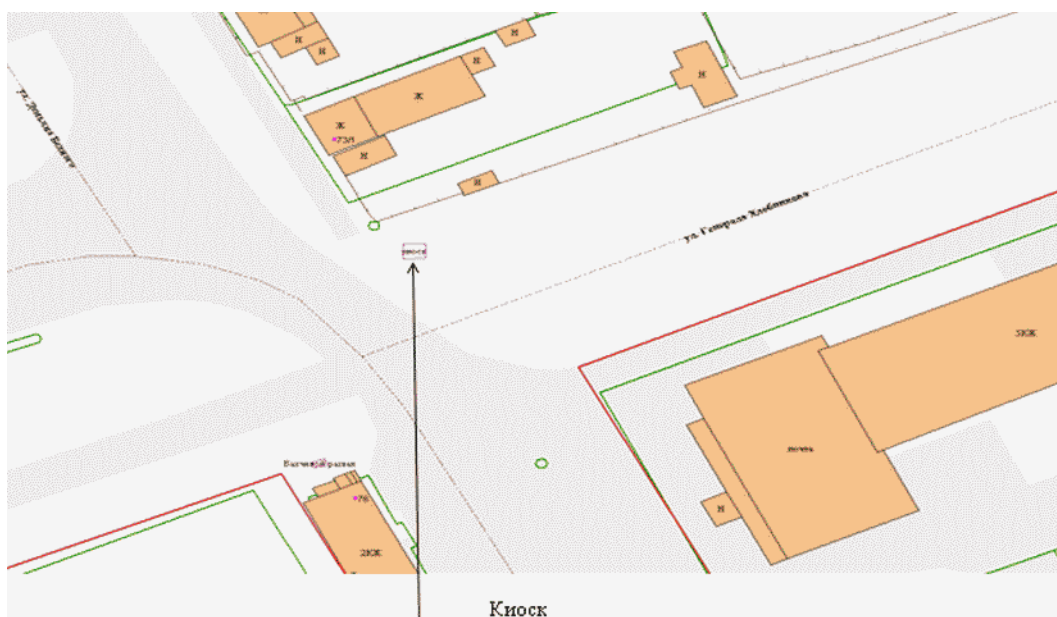 Н
Н
Н
Н
Ж
Н
Ж
73/1
Н
Н
ул. Генерала Хлебникова
киоск
3КЖ
почта
Н
76
2КЖ
Киоск